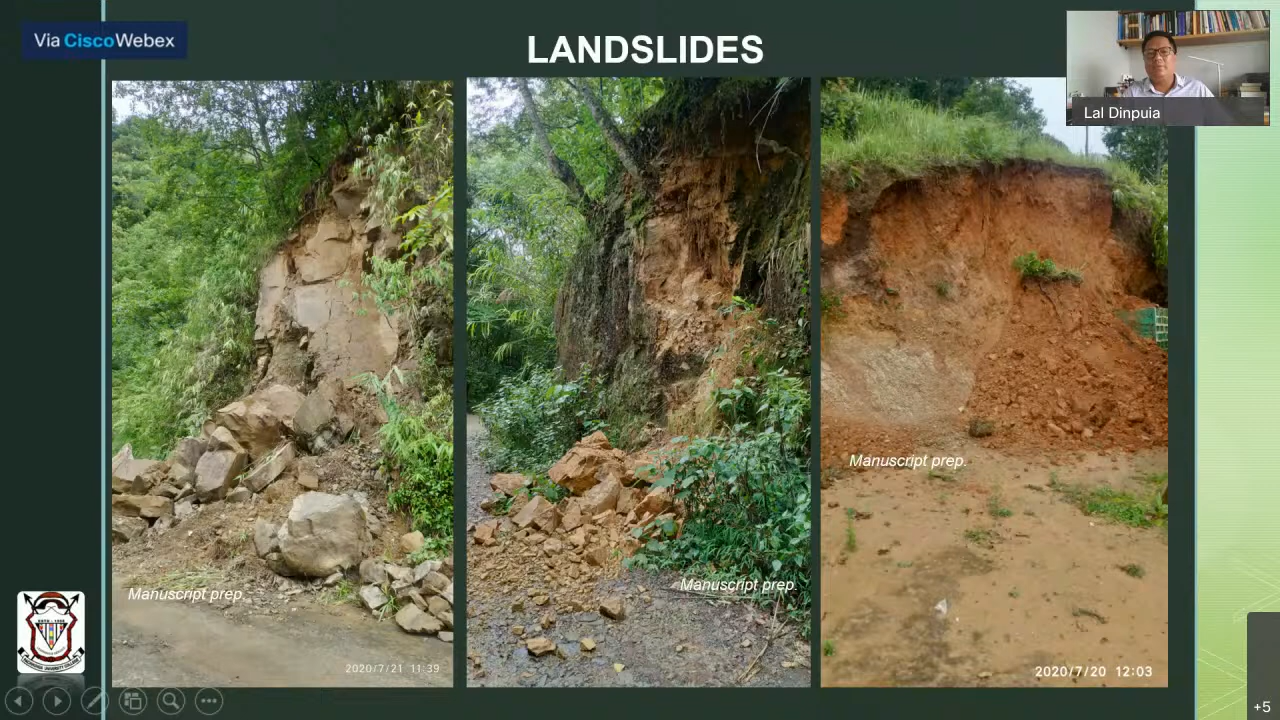 Via CiscoWebex
LANDSLIDES
Lal Dinpuia
Manuscript prep.
Manuscript prep.
Manuscript prep.
2020/7/21 11:39
2020/7/20 12:03
+5